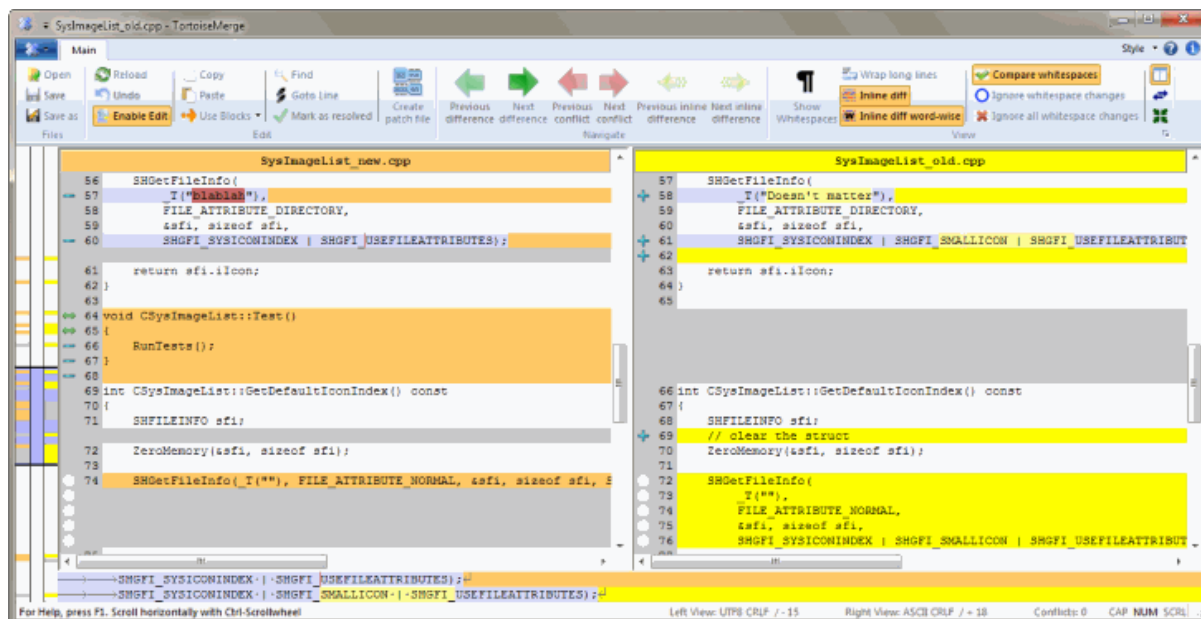 SysImageList_old.cpp - TortoiseMerge
Main
Style
Open
Save
Save as
Files
Reload
Undo
Enable Edit
Copy
Paste
Use Blocks
Find
Goto Line
Mark as resolved
Edit
Create patch file
Previous difference
Next difference
Previous conflict
Next conflict
Previous inline difference
Next inline difference
Navigate
Show Whitespaces
Wrap long lines
Inline diff
Inline diff word-wise
Compare whitespaces
Ignore whitespace changes
Ignore all whitespace changes
View
SysImageList_new.cpp
56 SHGetFileInfo(
57 _T("blablah"),
58 FILE_ATTRIBUTE_DIRECTORY,
59 &sfi, sizeof sfi,
60 SHGFI_SYSICONINDEX | SHGFI_USEFILEATTRIBUTES);
61 return sfi.iIcon;
62 }
63
64 void CSysImageList::Test()
65 {
66 RunTests();
67 }
68
69 int CSysImageList::GetDefaultIconIndex() const
70 {
71 SHFILEINFO sfi;
72 ZeroMemory(&sfi, sizeof sfi);
73
74 SHGetFileInfo(_T(""), FILE_ATTRIBUTE_NORMAL, &sfi, sizeof sfi, S
SysImageList_old.cpp
57 SHGetFileInfo(
58 _T("Doesn't matter"),
59 FILE_ATTRIBUTE_DIRECTORY,
60 &sfi, sizeof sfi,
61 SHGFI_SYSICONINDEX | SHGFI_SMALLICON | SHGFI_USEFILEATTRIBUT
62
63 return sfi.iIcon;
64 }
65
66 int CSysImageList::GetDefaultIconIndex() const
67 {
68 SHFILEINFO sfi;
69 // clear the struct
70 ZeroMemory(&sfi, sizeof sfi);
71
72 SHGetFileInfo(
73 _T(""),
74 FILE_ATTRIBUTE_NORMAL,
75 &sfi, sizeof sfi,
76 SHGFI_SYSICONINDEX | SHGFI_SMALLICON | SHGFI_USEFILEATTRIBUT
SHGFI_SYSICONINDEX·|·SHGFI_USEFILEATTRIBUTES);
SHGFI_SYSICONINDEX·|·SHGFI_SMALLICON·|·SHGFI_USEFILEATTRIBUTES);
For Help, press F1. Scroll horizontally with Ctrl-Scrollwheel
Left View: UTF8 CRLF / - 15
Right View: ASCII CRLF / + 18
Conflicts: 0
CAP NUM SCRL